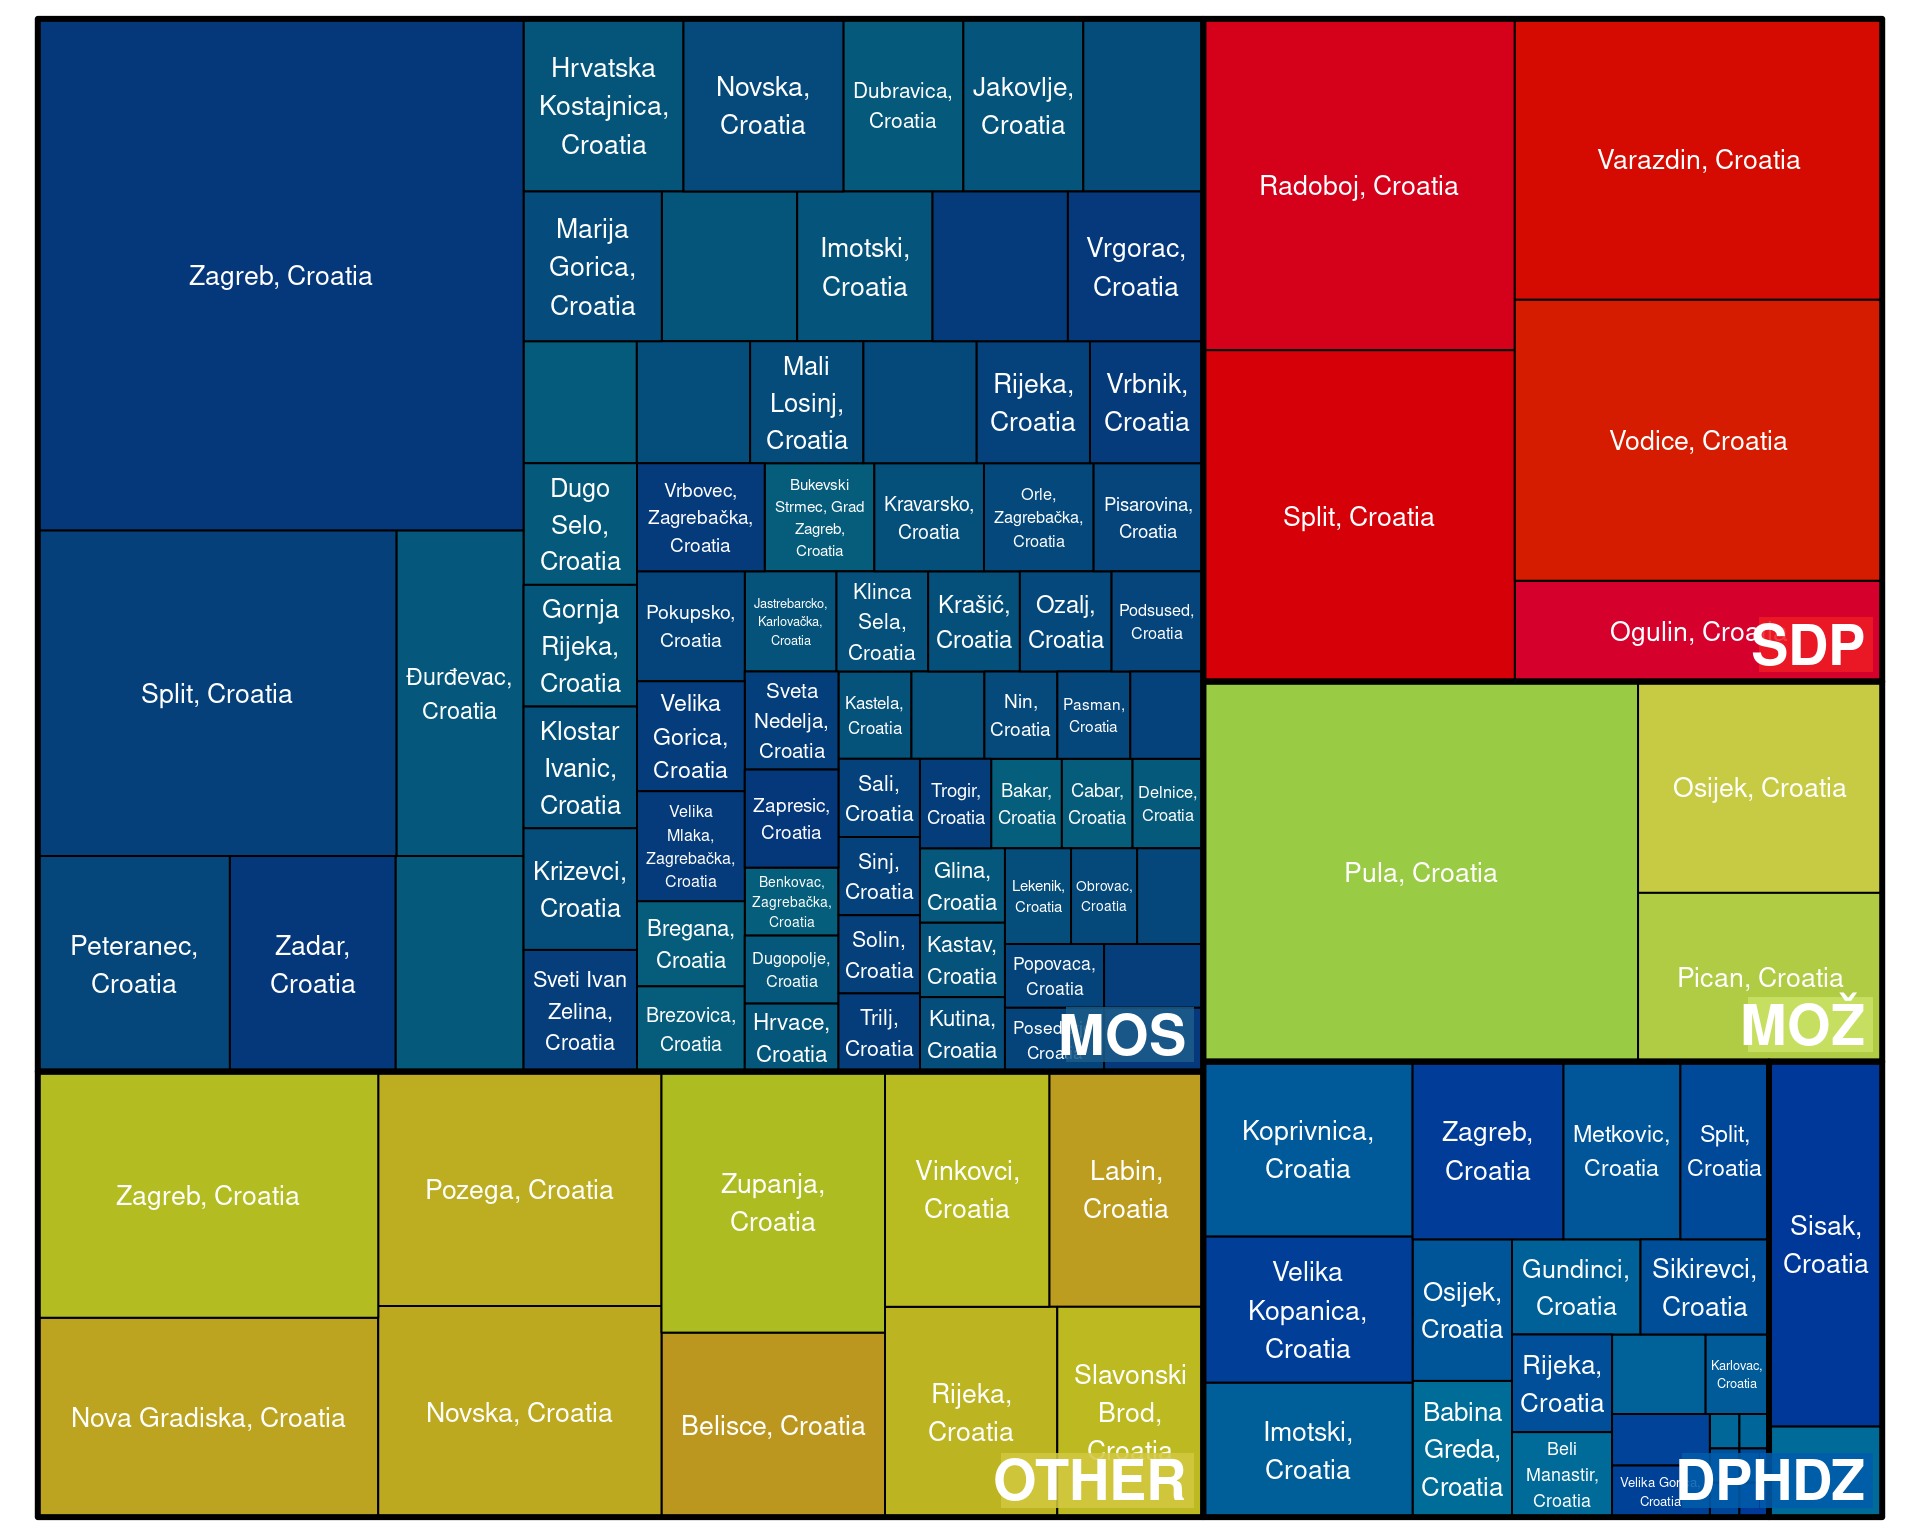 Zagreb, Croatia
Split, Croatia
Đurđevac,
Croatia
Peteranec,
Croatia
Zadar,
Croatia
Hrvatska
Kostajnica,
Croatia
Novska,
Croatia
Dubravica,
Croatia
Jakovlje,
Croatia
Marija
Gorica,
Croatia
Imotski,
Croatia
Vrgorac,
Croatia
Mali
Losinj,
Croatia
Rijeka,
Croatia
Vrbnik,
Croatia
Dugo
Selo,
Croatia
Gornja
Rijeka,
Croatia
Klostar
Ivanic,
Croatia
Krizevci,
Croatia
Sveti Ivan
Zelina,
Croatia
Vrbovec,
Zagrebačka,
Croatia
Bukevski
Strmec, Grad
Zagreb,
Croatia
Kravarsko,
Croatia
Orle,
Zagrebačka,
Croatia
Pisarovina,
Croatia
Pokupsko,
Croatia
Velika
Gorica,
Croatia
Velika
Mlaka,
Zagrebačka,
Croatia
Bregana,
Croatia
Brezovica,
Croatia
Jastrebarcko,
Karlovačka,
Croatia
Klinca
Sela,
Croatia
Krašić,
Croatia
Ozalj,
Croatia
Podsused,
Croatia
Sveta
Nedelja,
Croatia
Zapresic,
Croatia
Benkovac,
Zagrebačka,
Croatia
Dugopolje,
Croatia
Hrvace,
Croatia
Kastela,
Croatia
Nin,
Croatia
Pasman,
Croatia
Sali,
Croatia
Sinj,
Croatia
Solin,
Croatia
Trilj,
Croatia
Trogir,
Croatia
Bakar,
Croatia
Cabar,
Croatia
Delnice,
Croatia
Glina,
Croatia
Kastav,
Croatia
Kutina,
Croatia
Lekenik,
Croatia
Obrovac,
Croatia
Popovaca,
Croatia
Croatia
MOS
Radoboj, Croatia
Split, Croatia
Varazdin, Croatia
Vodice, Croatia
Ogulin, Croatia
SDP
Pula, Croatia
Osijek, Croatia
Pican, Croatia
MOŽ
Zagreb, Croatia
Nova Gradiska, Croatia
Pozega, Croatia
Novska, Croatia
Zupanja,
Croatia
Belisce, Croatia
Vinkovci,
Croatia
Labin,
Croatia
Rijeka,
Croatia
Slavonski
Brod,
Croatia
OTHER
Koprivnica,
Croatia
Velika
Kopanica,
Croatia
Imotski,
Croatia
Zagreb,
Croatia
Metkovic,
Croatia
Split,
Croatia
Osijek,
Croatia
Babina
Greda,
Croatia
Gundinci,
Croatia
Sikirevci,
Croatia
Rijeka,
Croatia
Beli
Manastir,
Croatia
Karlovac,
Croatia
Velika Gorica,
Croatia
Sisak,
Croatia
DPHDZ